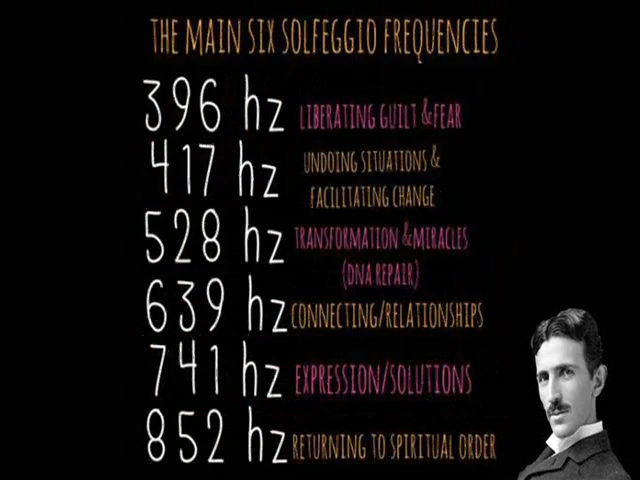 THE MAIN SIX SOLFEGGIO FREQUENCIES
396 hz LIBERATING GUILT & FEAR
417 hz UNDOING SITUATIONS &
FACILITATING CHANGE
528 hz TRANSFORMATION & MIRACLES
(DNA REPAIR)
639 hz CONNECTING/RELATIONSHIPS
741 hz EXPRESSION/SOLUTIONS
852 hz RETURNING TO SPIRITUAL ORDER